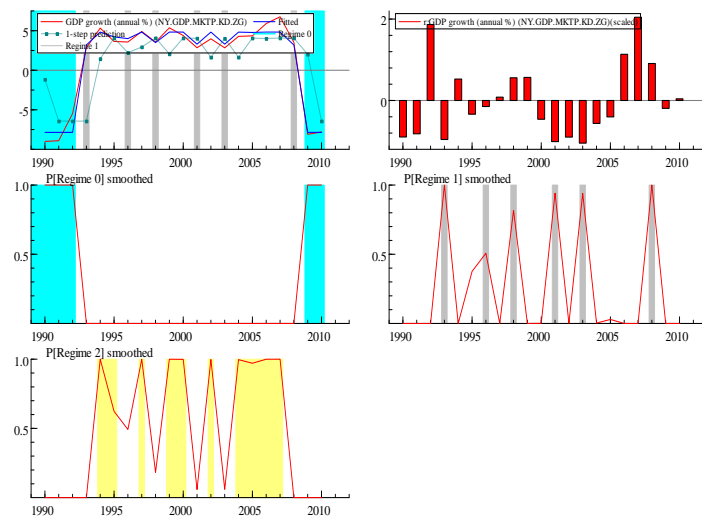 GDP growth (annual %) (NY.GDP.MKTP.KD.ZG) Fitted
1-step prediction Regime 0
Regime 1
5
0
-5
1990 1995 2000 2005 2010
r:GDP growth (annual %) (NY.GDP.MKTP.KD.ZG)(scaled)
2
0
1990 1995 2000 2005 2010
P[Regime 0] smoothed
1.0
0.5
1990 1995 2000 2005 2010
P[Regime 1] smoothed
1.0
0.5
1990 1995 2000 2005 2010
P[Regime 2] smoothed
1.0
0.5
1990 1995 2000 2005 2010